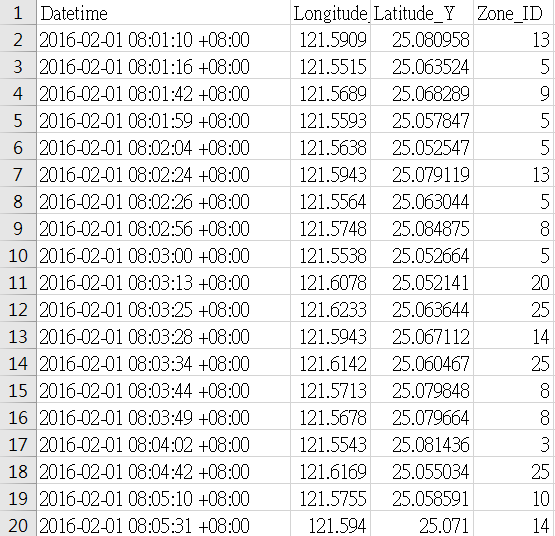 1 Datetime Longitude_ Latitude_Y Zone_ID
2 2016-02-01 08:01:10 +08:00 121.5909 25.080958 13
3 2016-02-01 08:01:16 +08:00 121.5515 25.063524 5
4 2016-02-01 08:01:42 +08:00 121.5689 25.068289 9
5 2016-02-01 08:01:59 +08:00 121.5593 25.057847 5
6 2016-02-01 08:02:04 +08:00 121.5638 25.052547 5
7 2016-02-01 08:02:24 +08:00 121.5943 25.079119 13
8 2016-02-01 08:02:26 +08:00 121.5564 25.063044 5
9 2016-02-01 08:02:56 +08:00 121.5748 25.084875 8
10 2016-02-01 08:03:00 +08:00 121.5538 25.052664 5
11 2016-02-01 08:03:13 +08:00 121.6078 25.052141 20
12 2016-02-01 08:03:25 +08:00 121.6233 25.063644 25
13 2016-02-01 08:03:28 +08:00 121.5943 25.067112 14
14 2016-02-01 08:03:34 +08:00 121.6142 25.060467 25
15 2016-02-01 08:03:44 +08:00 121.5713 25.079848 8
16 2016-02-01 08:03:49 +08:00 121.5678 25.079664 8
17 2016-02-01 08:04:02 +08:00 121.5543 25.081436 3
18 2016-02-01 08:04:42 +08:00 121.6169 25.055034 25
19 2016-02-01 08:05:10 +08:00 121.5755 25.058591 10
20 2016-02-01 08:05:31 +08:00 121.594 25.071 14